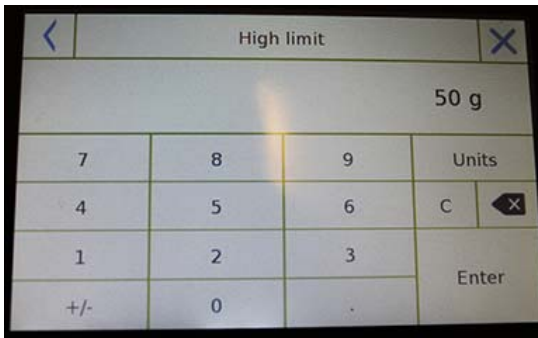 High limit
50 g
7 8 9 Units
4 5 6 C
1 2 3
Enter
+/- 0 .